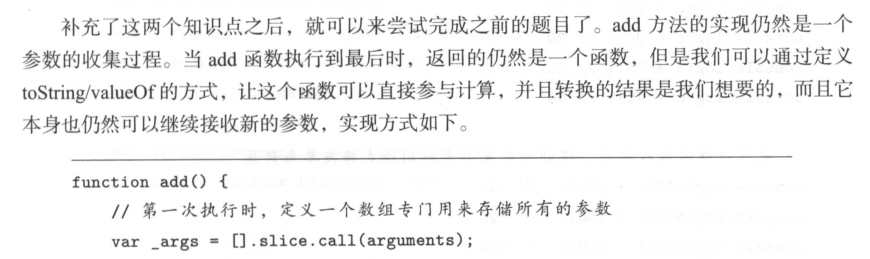 补充了这两个知识点之后，就可以来尝试完成之前的题目了。add 方法的实现仍然是一个
参数的收集过程。当 add 函数执行到最后时，返回的仍然是一个函数，但是我们可以通过定义
toString/valueOf 的方式，让这个函数可以直接参与计算，并且转换的结果是我们想要的，而且它
本身也仍然可以继续接收新的参数，实现方式如下。
function add() {
// 第一次执行时，定义一个数组专门用来存储所有的参数
var _args = [].slice.call(arguments);